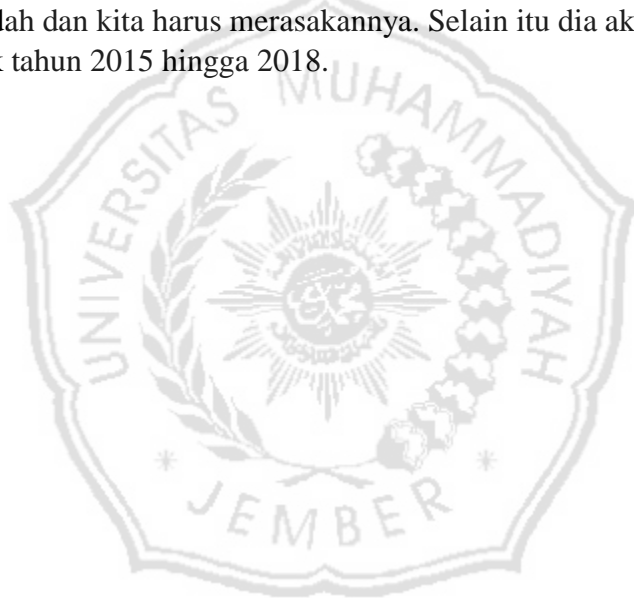 lah dan kita harus merasakannya. Selain itu dia ak
tahun 2015 hingga 2018.
UNIVERSITAS MUHAMMADIYAH
JEMBER